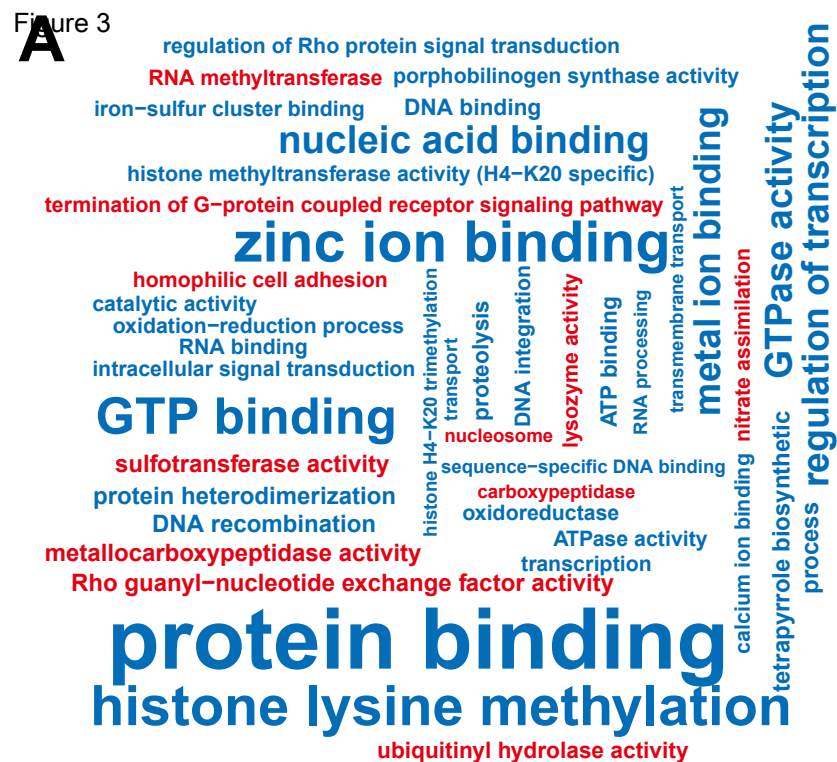 Figure 3
A
regulation of Rho protein signal transduction
RNA methyltransferase porphobilinogen synthase activity
iron−sulfur cluster binding DNA binding
nucleic acid binding
histone methyltransferase activity (H4−K20 specific)
termination of G−protein coupled receptor signaling pathway
zinc ion binding
homophilic cell adhesion
catalytic activity
oxidation−reduction process
RNA binding
intracellular signal transduction
GTP binding
sulfotransferase activity
protein heterodimerization
DNA recombination
metallocarboxypeptidase activity
Rho guanyl−nucleotide exchange factor activity
histone H4−K20 trimethylation
transport
proteolysis
DNA integration
lysozyme activity
ATP binding
RNA processing
transmembrane transport
metal ion binding
nitrate assimilation
GTPase activity
regulation of transcription
nucleosome
sequence−specific DNA binding
carboxypeptidase
oxidoreductase
ATPase activity
transcription
calcium ion binding
tetrapyrrole biosynthetic
process
protein binding
histone lysine methylation
ubiquitinyl hydrolase activity